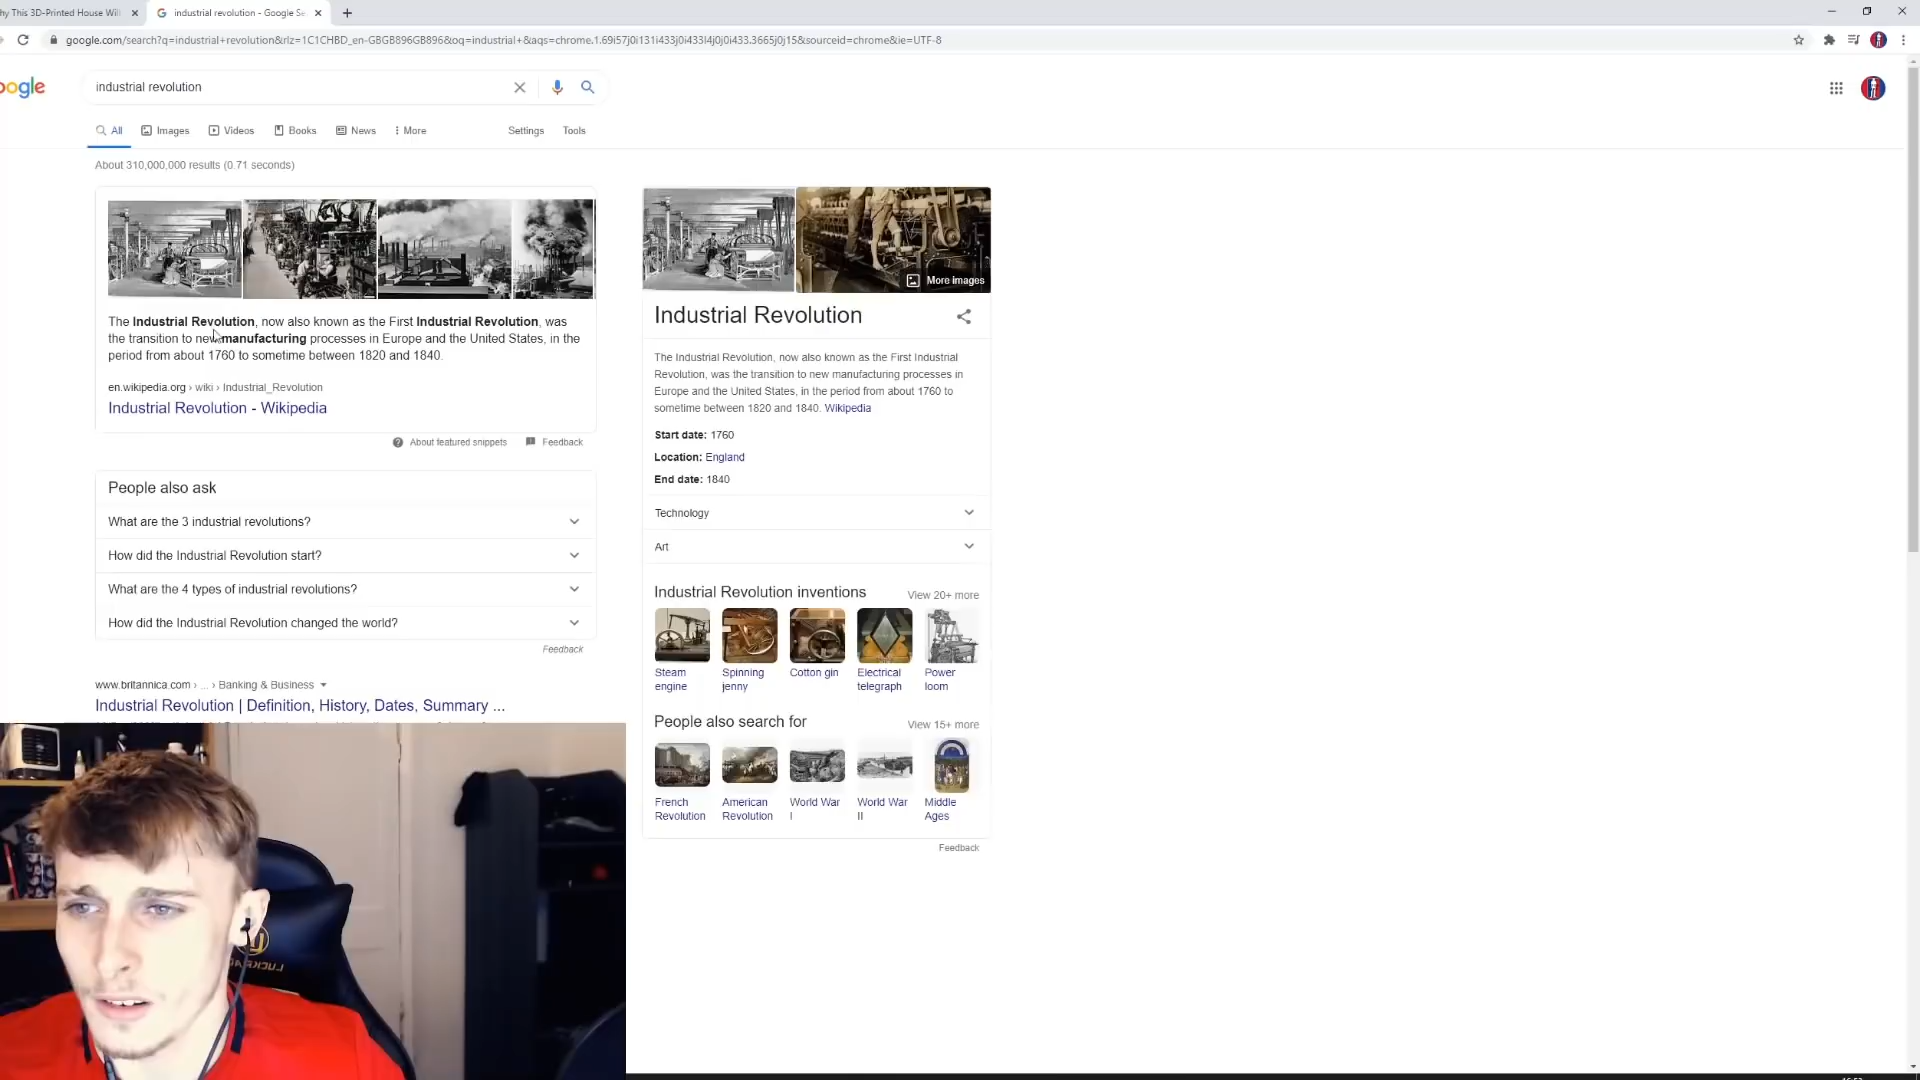 hy This 3D-Printed House Will
industrial revolution - Google Se
google.com/search?q=industrial+revolution&rlz=1C1CHBD_en-GBGB896GB896&oq=industrial+&aqs=chrome.1.69i57j0i131i433j0i433l4j0j0i433.3665j0j15&sourceid=chrome&ie=UTF-8
oogle
industrial revolution
All Images Videos Books News More Settings Tools
About 310,000,000 results (0.71 seconds)
The Industrial Revolution, now also known as the First Industrial Revolution, was
the transition to new manufacturing processes in Europe and the United States, in the
period from about 1760 to sometime between 1820 and 1840.
en.wikipedia.org › wiki › Industrial_Revolution
Industrial Revolution - Wikipedia
About featured snippets Feedback
People also ask
What are the 3 industrial revolutions?
How did the Industrial Revolution start?
What are the 4 types of industrial revolutions?
How did the Industrial Revolution changed the world?
Feedback
www.britannica.com › ... › Banking & Business
Industrial Revolution | Definition, History, Dates, Summary ...
More images
Industrial Revolution
The Industrial Revolution, now also known as the First Industrial
Revolution, was the transition to new manufacturing processes in
Europe and the United States, in the period from about 1760 to
sometime between 1820 and 1840. Wikipedia
Start date: 1760
Location: England
End date: 1840
Technology
Art
Industrial Revolution inventions View 20+ more
Steam engine
Spinning jenny
Cotton gin
Electrical telegraph
Power loom
People also search for View 15+ more
French Revolution
American Revolution
World War I
World War II
Middle Ages
Feedback